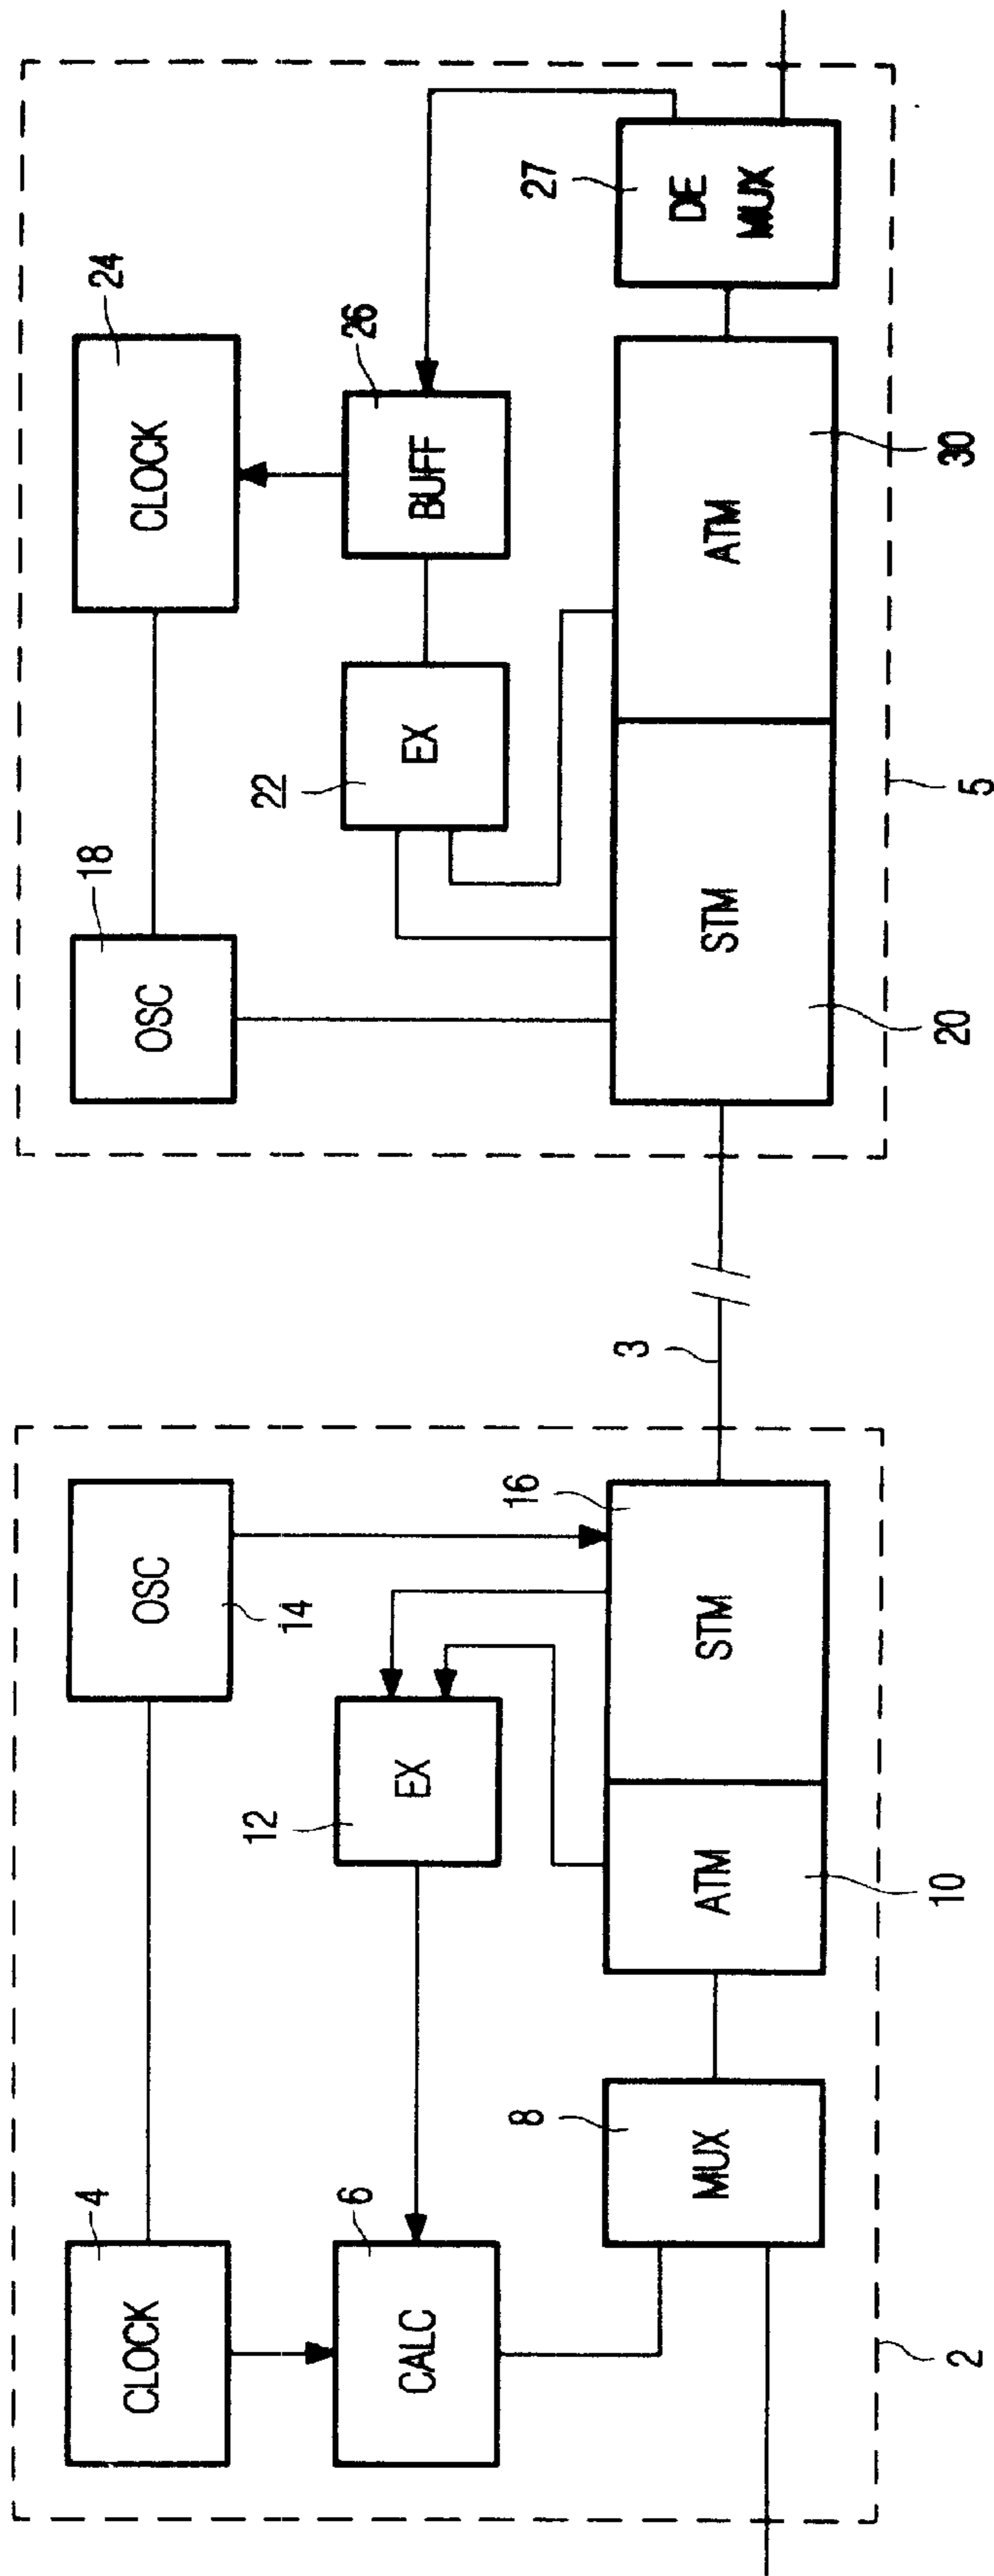 CLOCK
4
OSC
14
CALC
6
EX
12
MUX
8
ATM
10
STM
16
2
3
OSC
18
CLOCK
24
EX
22
BUFF
26
STM
20
ATM
30
DE
MUX
27
5